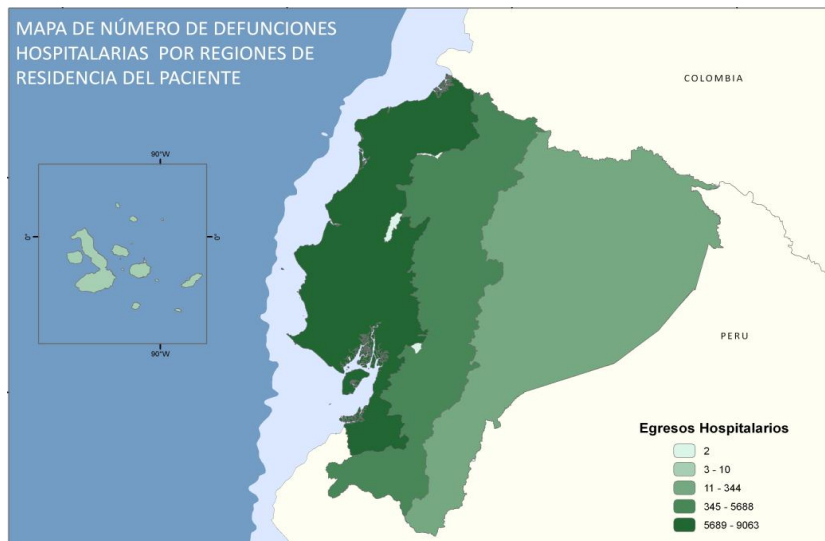 MAPA DE NÚMERO DE DEFUNCIONES
HOSPITALARIAS  POR REGIONES DE
RESIDENCIA DEL PACIENTE
COLOMBIA
90°W
0°
0°
90°W
PERU
Egresos Hospitalarios
2
3 - 10
11 - 344
345 - 5688
5689 - 9063